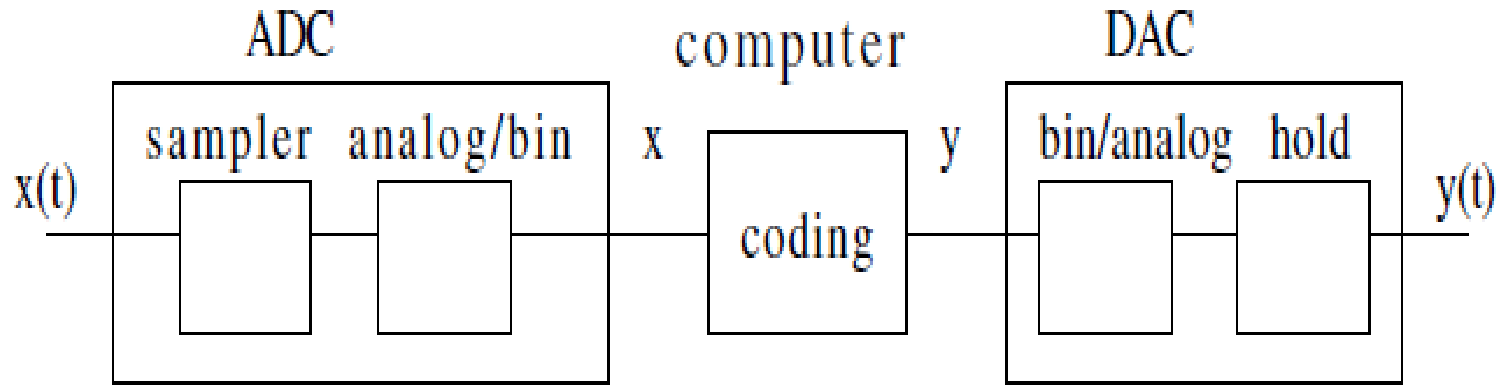 ADC computer DAC
sampler analog/bin x y bin/analog hold
x(t) y(t)
coding